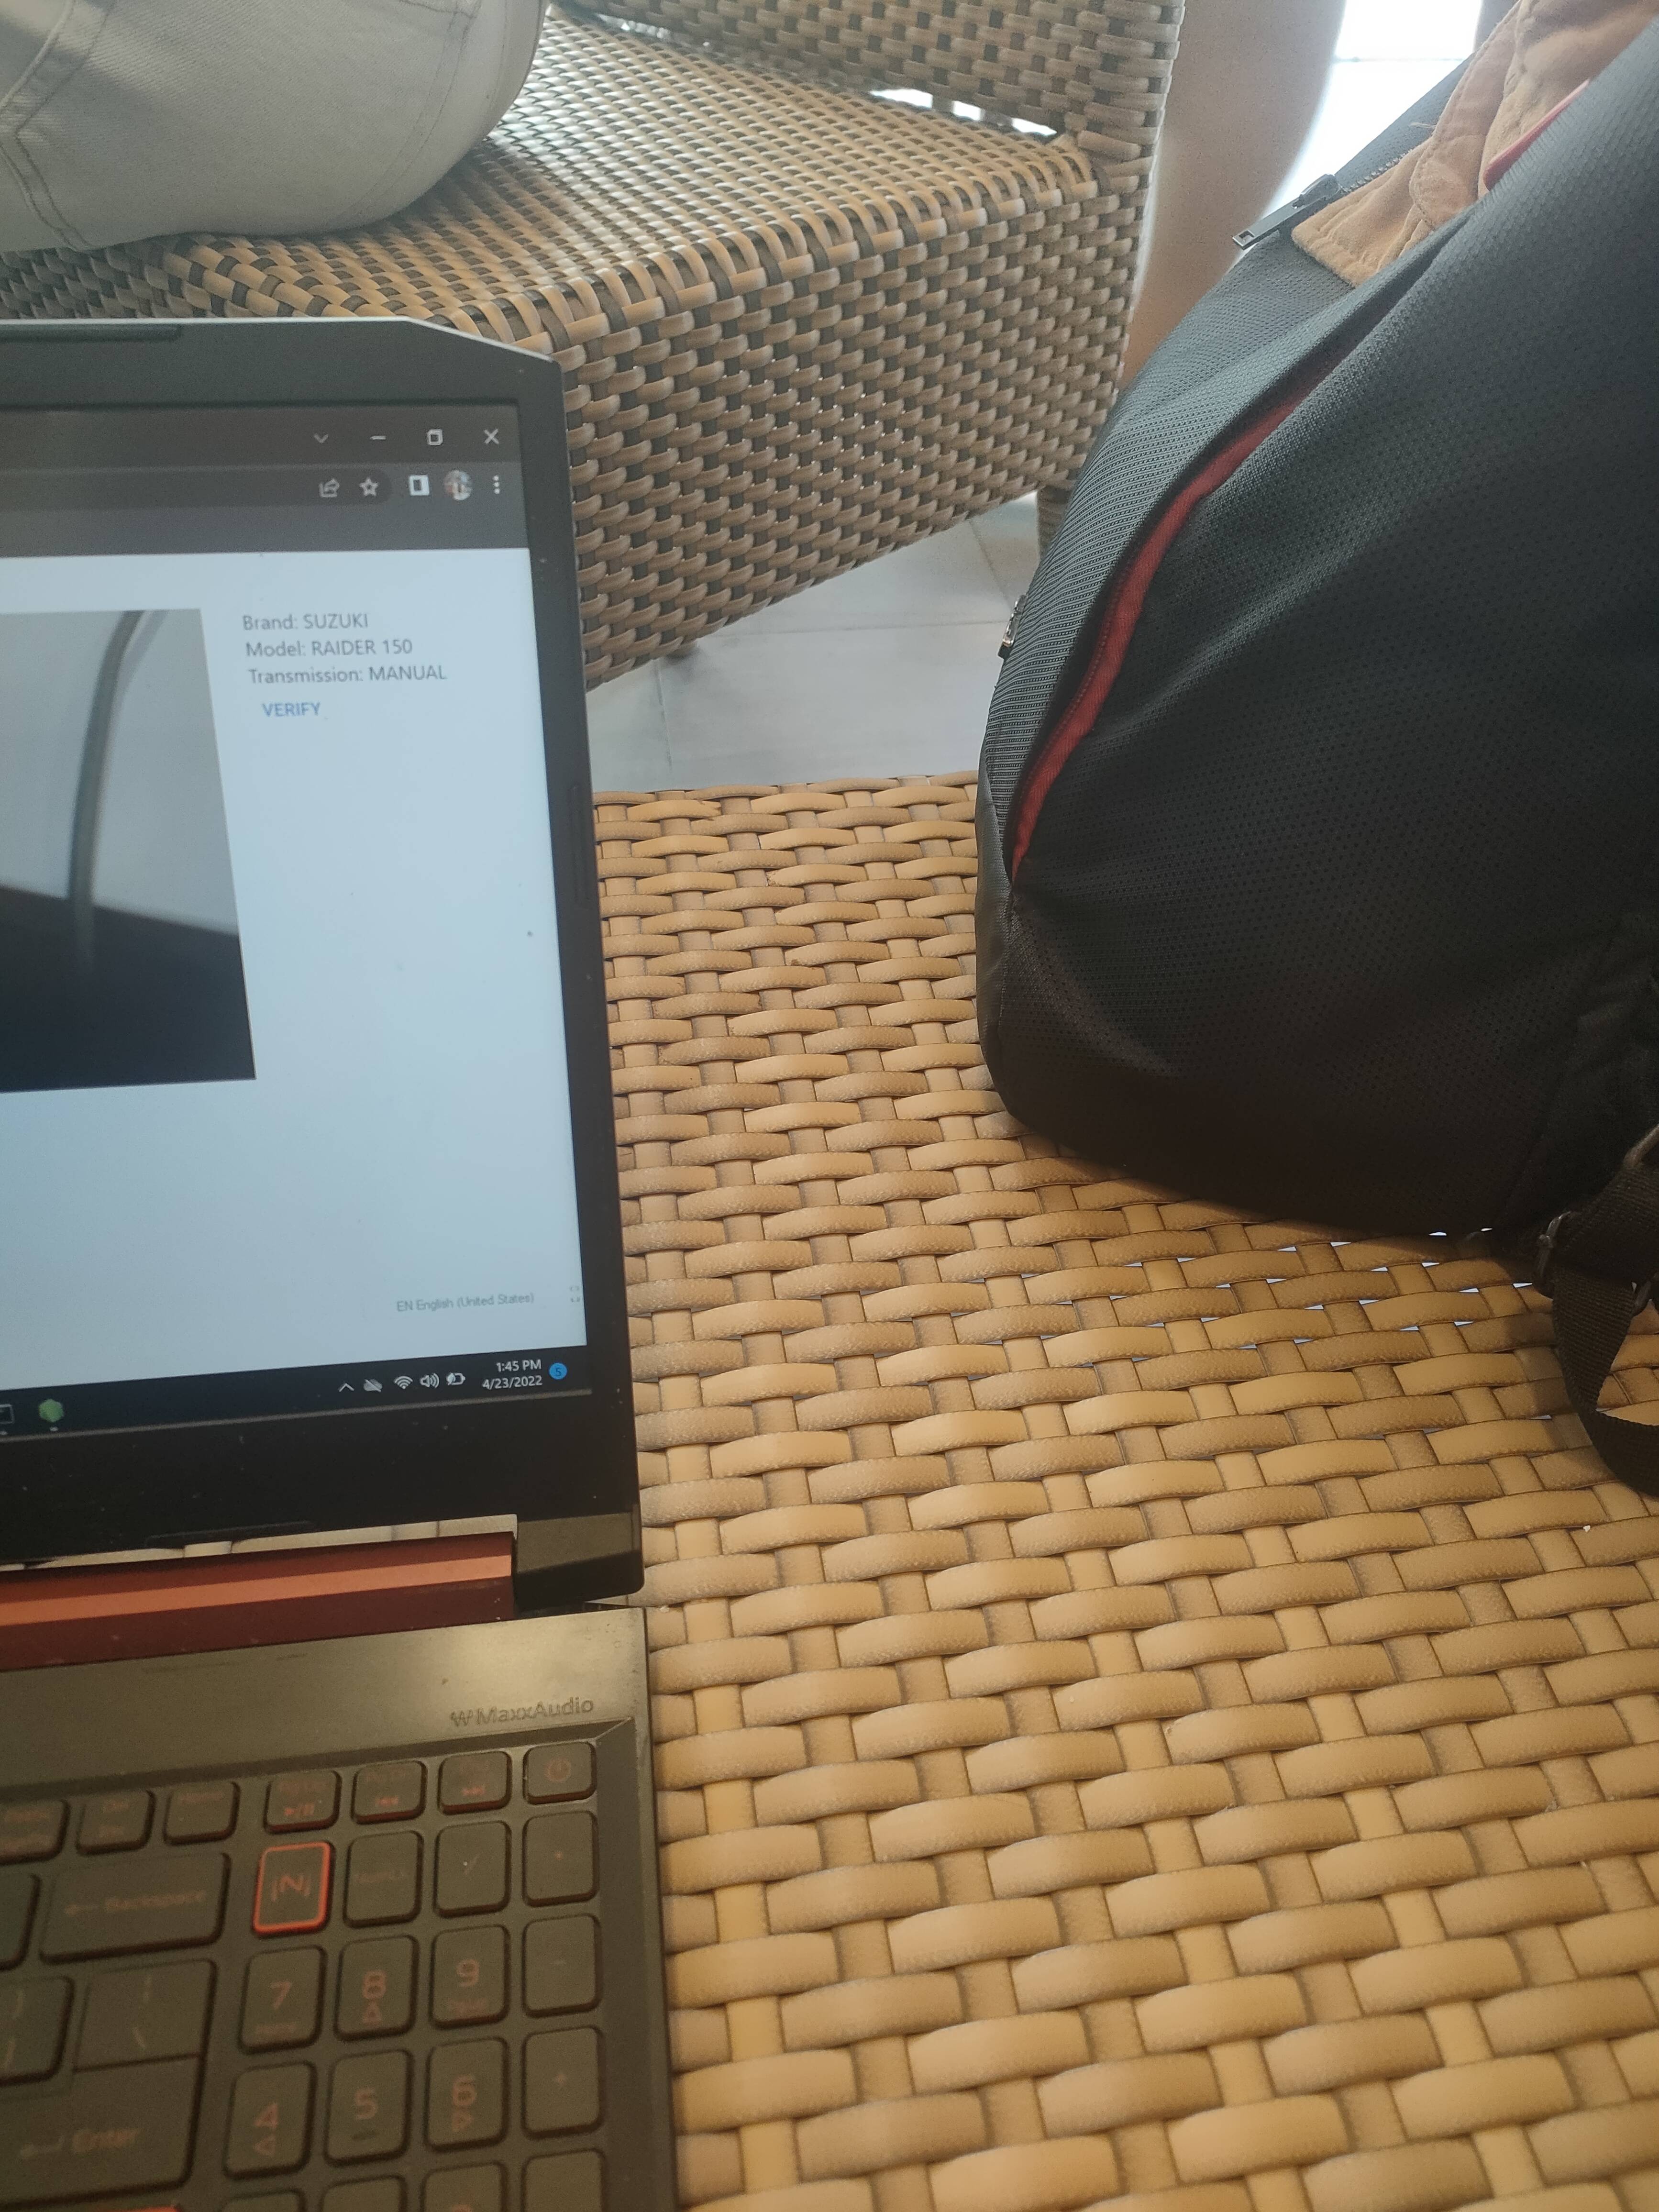 Brand: SUZUKI
Model: RAIDER 150
Transmission: MANUAL
VERIFY
EN English (United States)
1:45 PM
4/23/2022
5
MaxxAudio
Backspace
N
7
8
9
Enter
4
5
6